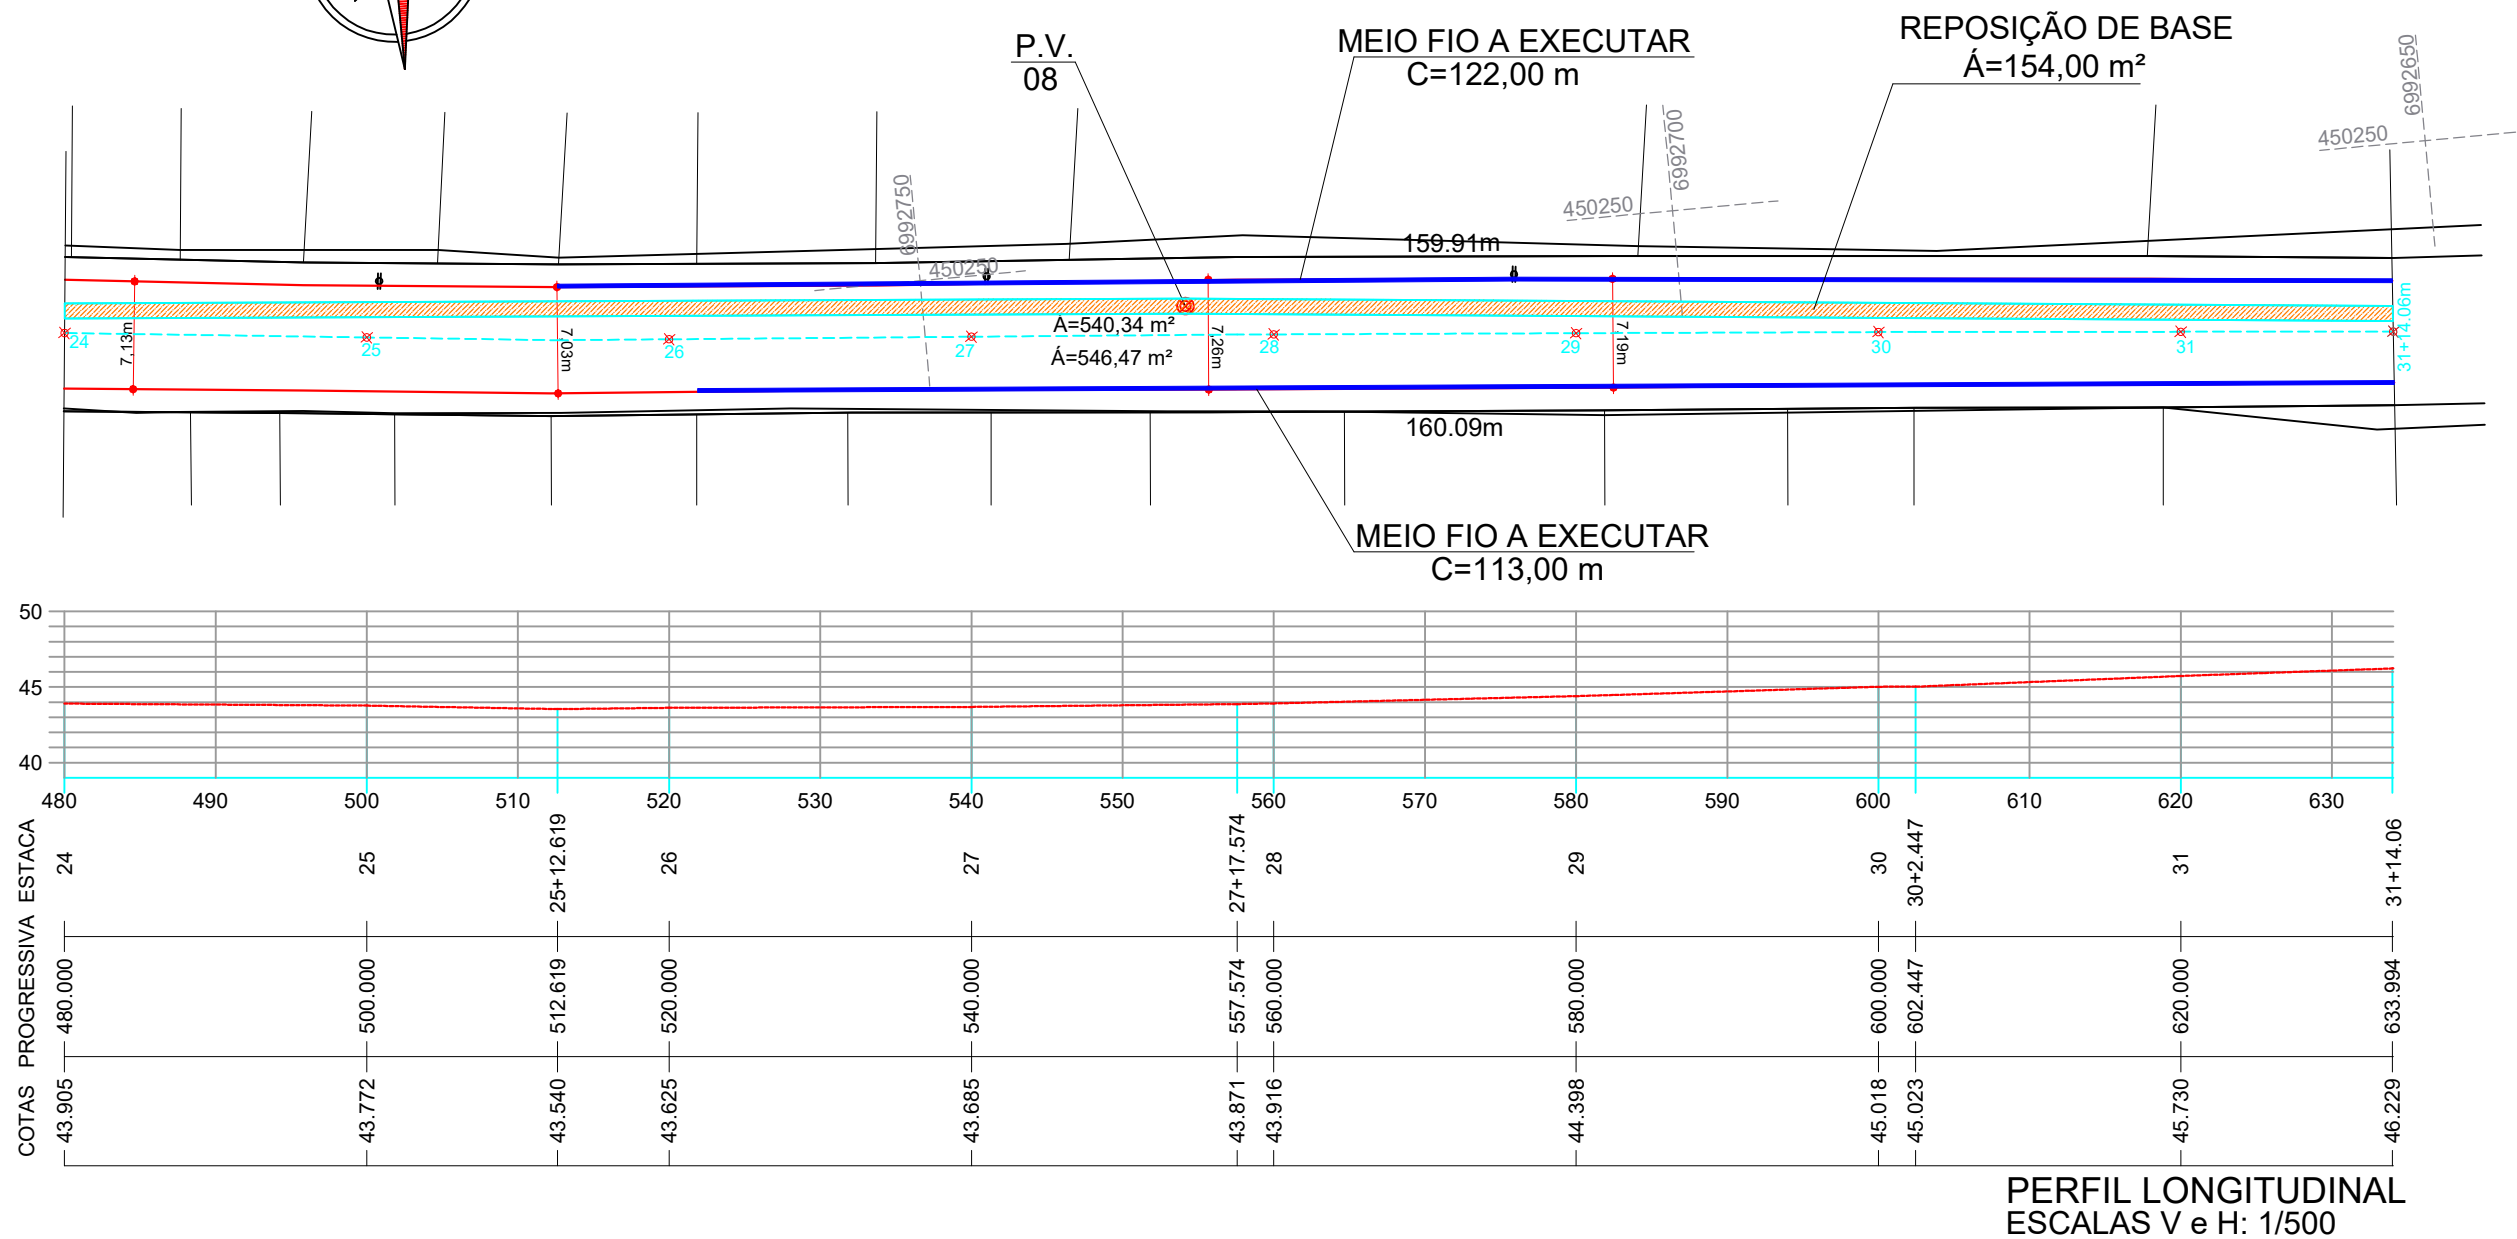 P.V.
08
MEIO FIO A EXECUTAR
C=122,00 m
REPOSIÇÃO DE BASE
Á=154,00 m²
6992650
450250
6992700
450250
6992750
450250
159.91m
7,13m
7,03m
A=540,34 m²
Á=546,47 m²
7,26m
7,19m
24
25
26
27
28
29
30
31
31+14.06m
160.09m
MEIO FIO A EXECUTAR
C=113,00 m
50
45
40
480 490 500 510 520 530 540 550 560 570 580 590 600 610 620 630
ESTACA
24 25 25+12.619 26 27 27+17.574 28 29 30 30+2.447 31 31+14.06
PROGRESSIVA
480.000 500.000 512.619 520.000 540.000 557.574 560.000 580.000 600.000 602.447 620.000 633.994
COTAS
43.905 43.772 43.540 43.625 43.685 43.871 43.916 44.398 45.018 45.023 45.730 46.229
PERFIL LONGITUDINAL
ESCALAS V e H: 1/500